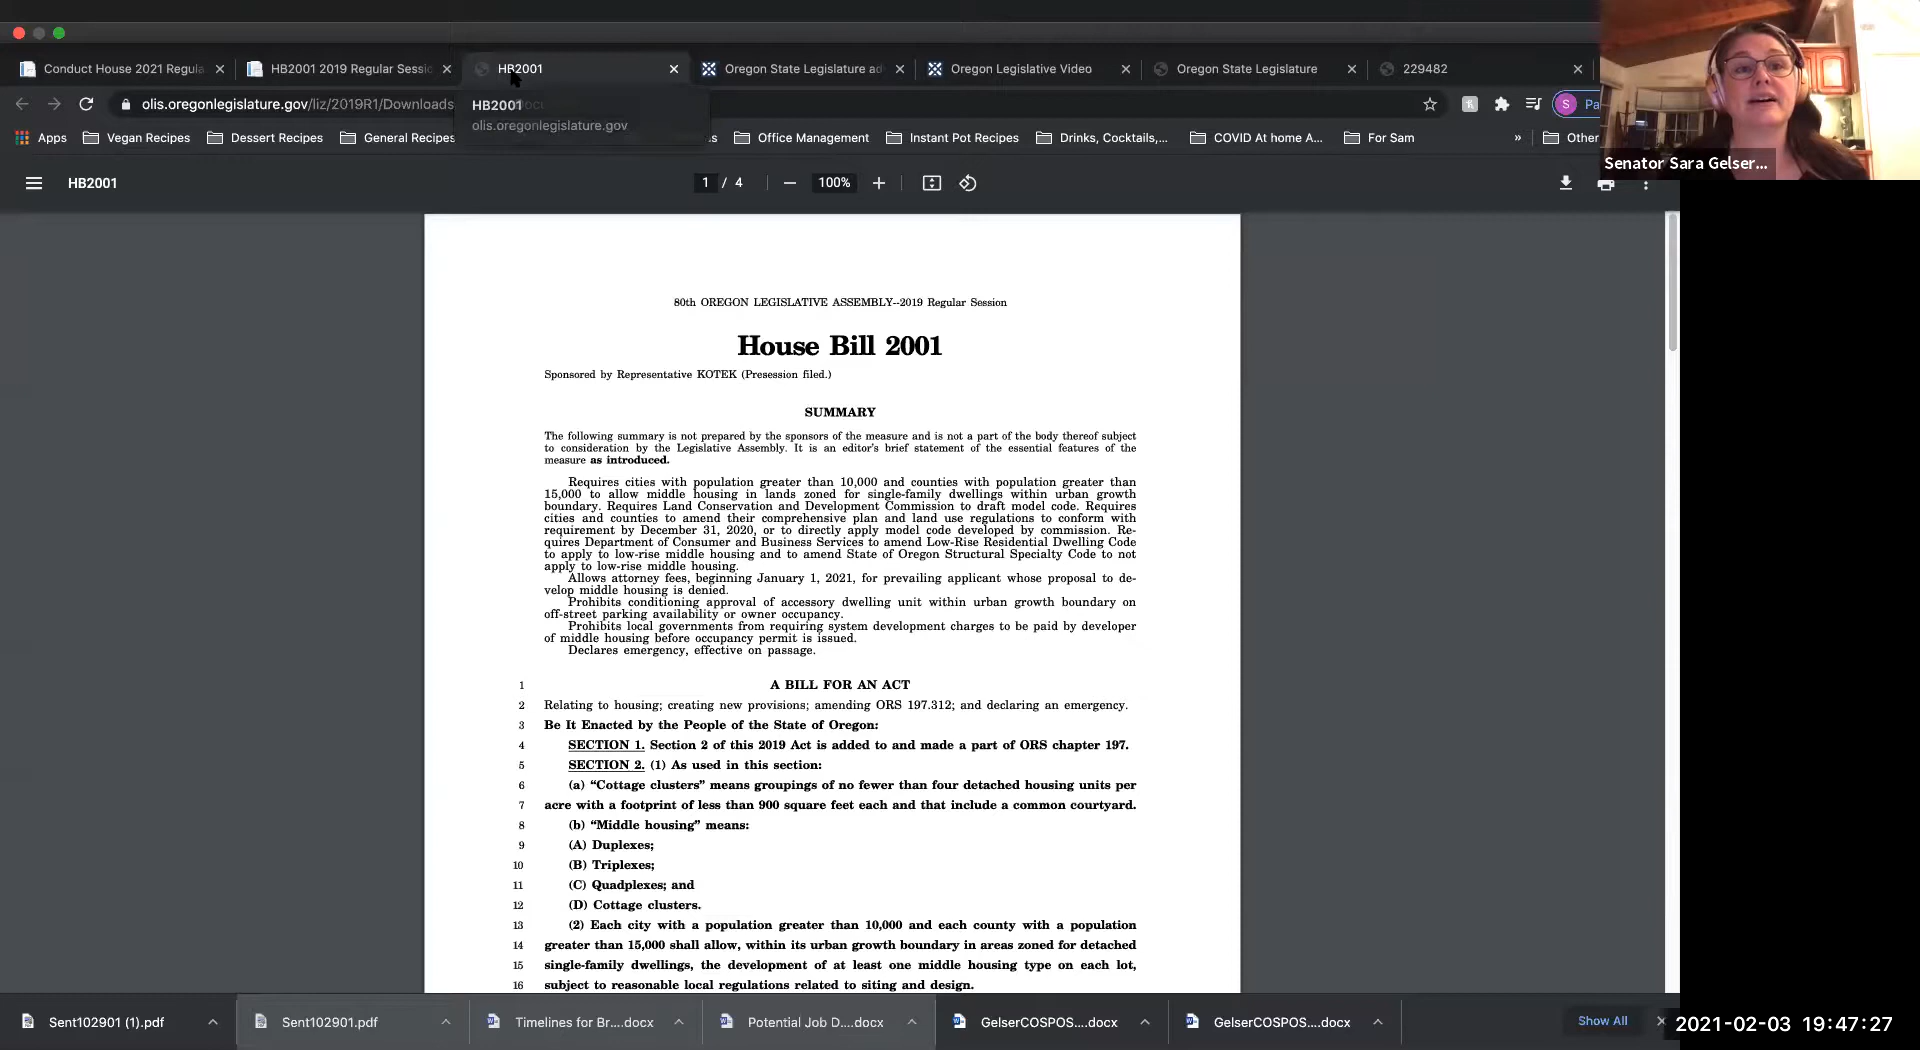 Conduct House 2021 Regula
HB2001 2019 Regular Sessio
HB2001
Oregon State Legislature ad
Oregon Legislative Video
Oregon State Legislature
229482
olis.oregonlegislature.gov/liz/2019R1/Downloads
HB2001
olis.oregonlegislature.gov
S
Pa
Apps
Vegan Recipes
Dessert Recipes
General Recipes
s
Office Management
Instant Pot Recipes
Drinks, Cocktails,...
COVID At home A...
For Sam
»
Other
Senator Sara Gelser...
HB2001
1 / 4
100%
80th OREGON LEGISLATIVE ASSEMBLY--2019 Regular Session
House Bill 2001
Sponsored by Representative KOTEK (Presession filed.)
SUMMARY
The following summary is not prepared by the sponsors of the measure and is not a part of the body thereof subject
to consideration by the Legislative Assembly. It is an editor's brief statement of the essential features of the
measure as introduced.
Requires cities with population greater than 10,000 and counties with population greater than
15,000 to allow middle housing in lands zoned for single-family dwellings within urban growth
boundary. Requires Land Conservation and Development Commission to draft model code. Requires
cities and counties to amend their comprehensive plan and land use regulations to conform with
requirement by December 31, 2020, or to directly apply model code developed by commission. Re-
quires Department of Consumer and Business Services to amend Low-Rise Residential Dwelling Code
to apply to low-rise middle housing and to amend State of Oregon Structural Specialty Code to not
apply to low-rise middle housing.
Allows attorney fees, beginning January 1, 2021, for prevailing applicant whose proposal to de-
velop middle housing is denied.
Prohibits conditioning approval of accessory dwelling unit within urban growth boundary on
off-street parking availability or owner occupancy.
Prohibits local governments from requiring system development charges to be paid by developer
of middle housing before occupancy permit is issued.
Declares emergency, effective on passage.
1 A BILL FOR AN ACT
2 Relating to housing; creating new provisions; amending ORS 197.312; and declaring an emergency.
3 Be It Enacted by the People of the State of Oregon:
4 SECTION 1. Section 2 of this 2019 Act is added to and made a part of ORS chapter 197.
5 SECTION 2. (1) As used in this section:
6 (a) “Cottage clusters” means groupings of no fewer than four detached housing units per
7 acre with a footprint of less than 900 square feet each and that include a common courtyard.
8 (b) “Middle housing” means:
9 (A) Duplexes;
10 (B) Triplexes;
11 (C) Quadplexes; and
12 (D) Cottage clusters.
13 (2) Each city with a population greater than 10,000 and each county with a population
14 greater than 15,000 shall allow, within its urban growth boundary in areas zoned for detached
15 single-family dwellings, the development of at least one middle housing type on each lot,
16 subject to reasonable local regulations related to siting and design.
Sent102901 (1).pdf
Sent102901.pdf
Timelines for Br....docx
Potential Job D....docx
GelserCOSPOS....docx
GelserCOSPOS....docx
Show All
2021-02-03 19:47:27